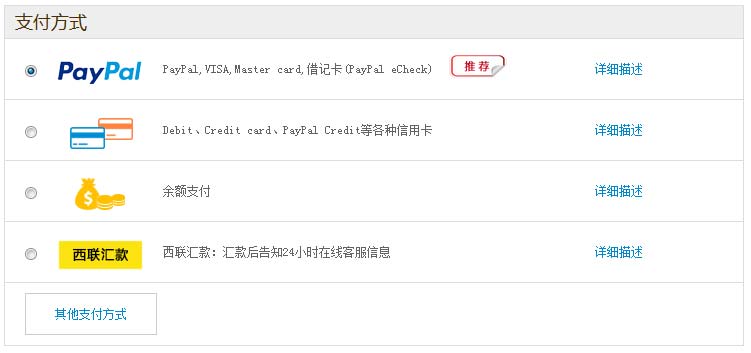 支付方式
PayPal PayPal,VISA,Master card,借记卡(PayPal eCheck) 推荐 详细描述
Debit、Credit card、PayPal Credit等各种信用卡 详细描述
$ 余额支付 详细描述
西联汇款 西联汇款：汇款后告知24小时在线客服信息 详细描述
其他支付方式